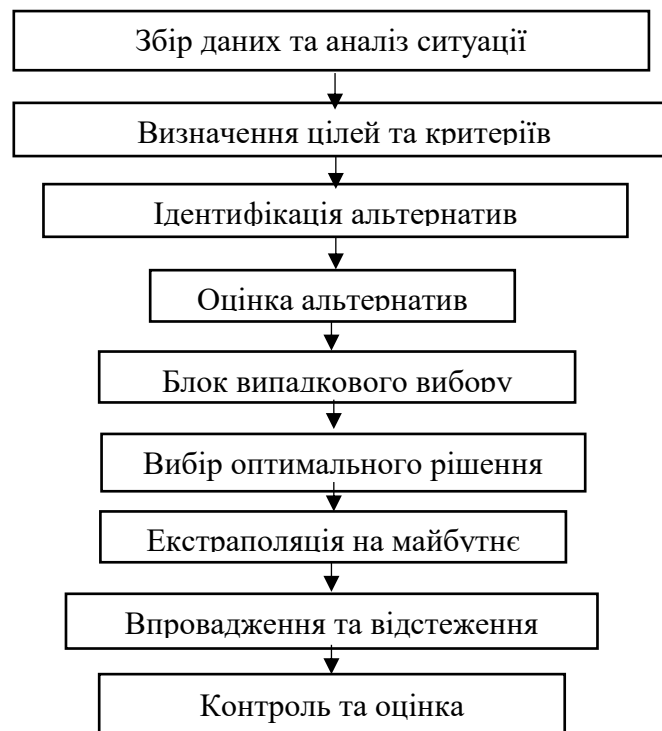 Збір даних та аналіз ситуації
Визначення цілей та критеріїв
Ідентифікація альтернатив
Оцінка альтернатив
Блок випадкового вибору
Вибір оптимального рішення
Екстраполяція на майбутнє
Впровадження та відстеження
Контроль та оцінка